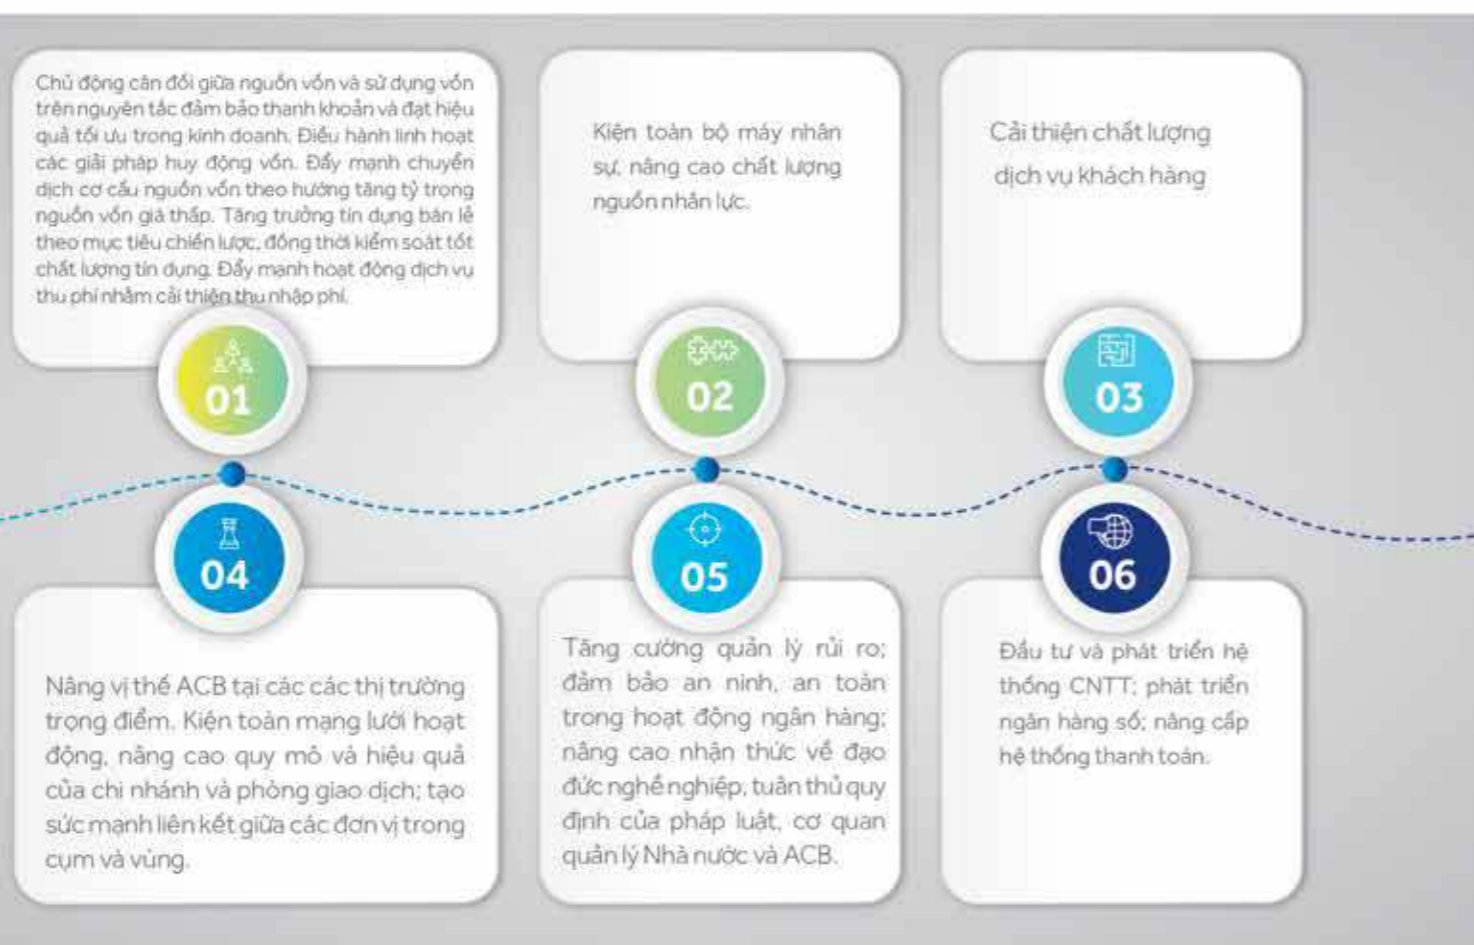 Chủ động cân đối giữa nguồn vốn và sử dụng vốn
trên nguyên tắc đảm bảo thanh khoản và đạt hiệu
quả tối ưu trong kinh doanh. Điều hành linh hoạt
các giải pháp huy động vốn. Đẩy mạnh chuyển
dịch cơ cấu nguồn vốn theo hướng tăng tỷ trọng
nguồn vốn giá thấp. Tăng trưởng tín dụng bán lẻ
theo mục tiêu chiến lược, đồng thời kiểm soát tốt
chất lượng tín dụng. Đẩy mạnh hoạt động dịch vụ
thu phí nhằm cải thiện thu nhập phí.
01
Kiện toàn bộ máy nhân
sự, nâng cao chất lượng
nguồn nhân lực.
02
Cải thiện chất lượng
dịch vụ khách hàng
03
04
Nâng vị thế ACB tại các các thị trường
trọng điểm. Kiện toàn mạng lưới hoạt
động, nâng cao quy mô và hiệu quả
của chi nhánh và phòng giao dịch; tạo
sức mạnh liên kết giữa các đơn vị trong
cụm và vùng.
05
Tăng cường quản lý rủi ro;
đảm bảo an ninh, an toàn
trong hoạt động ngân hàng;
nâng cao nhận thức về đạo
đức nghề nghiệp, tuân thủ quy
định của pháp luật, cơ quan
quản lý Nhà nước và ACB.
06
Đầu tư và phát triển hệ
thống CNTT; phát triển
ngân hàng số; nâng cấp
hệ thống thanh toán.